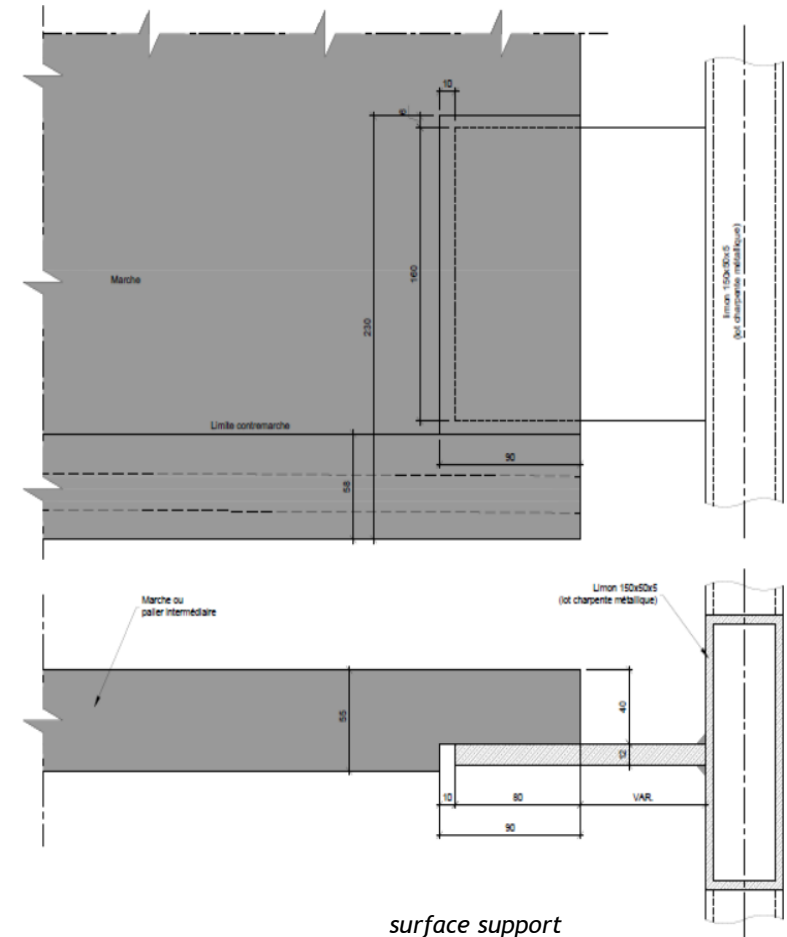 10
6
limon 150x50x5
(lot charpente métallique)
Marche
160
230
Limite contremarche
90
58
Marche ou
palier intermédiaire
Limon 150x50x5
(lot charpente métallique)
55
40
12
10
80
VAR.
90
surface support